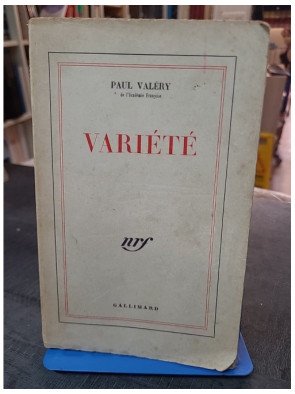 PAUL VALÉRY
de l'Académie française
VARIÉTÉ
nrf
GALLIMARD